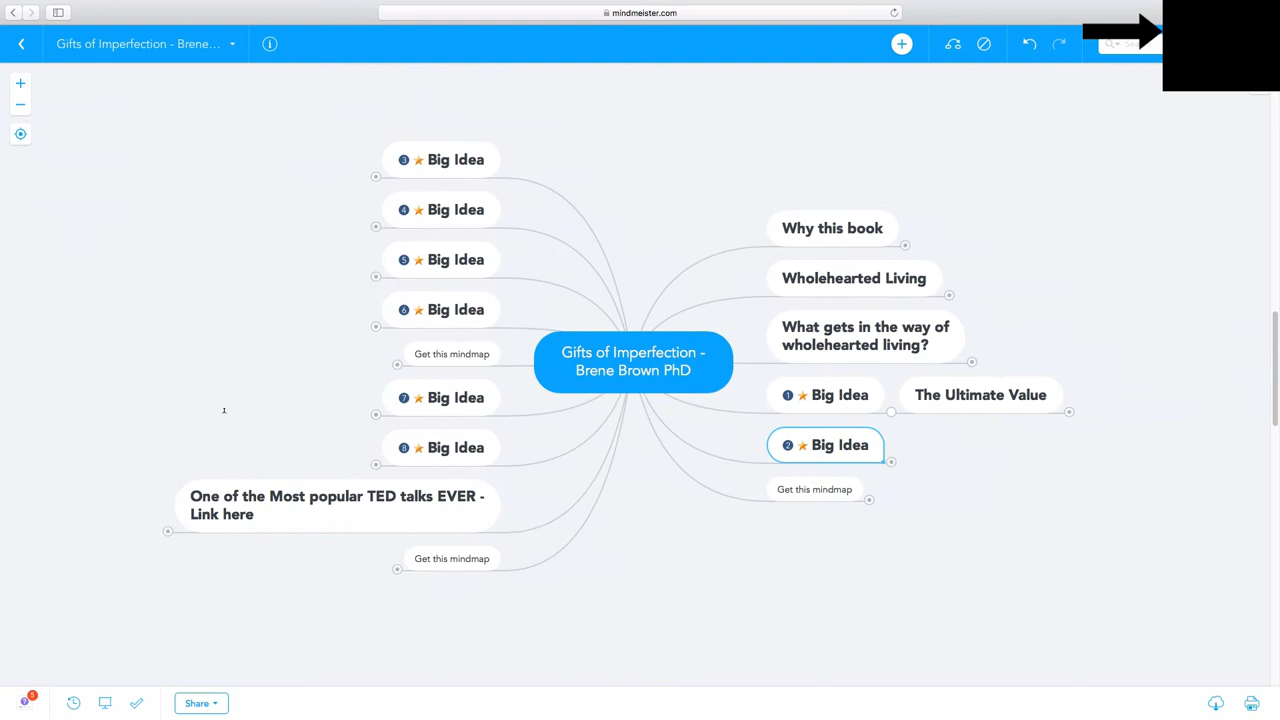 mindmeister.com
Gifts of Imperfection - Brene...
3 Big Idea
4 Big Idea
5 Big Idea
6 Big Idea
Get this mindmap
7 Big Idea
8 Big Idea
One of the Most popular TED talks EVER -
Link here
Get this mindmap
Gifts of Imperfection -
Brene Brown PhD
Why this book
Wholehearted Living
What gets in the way of
wholehearted living?
1 Big Idea
The Ultimate Value
2 Big Idea
Get this mindmap
? 5
Share